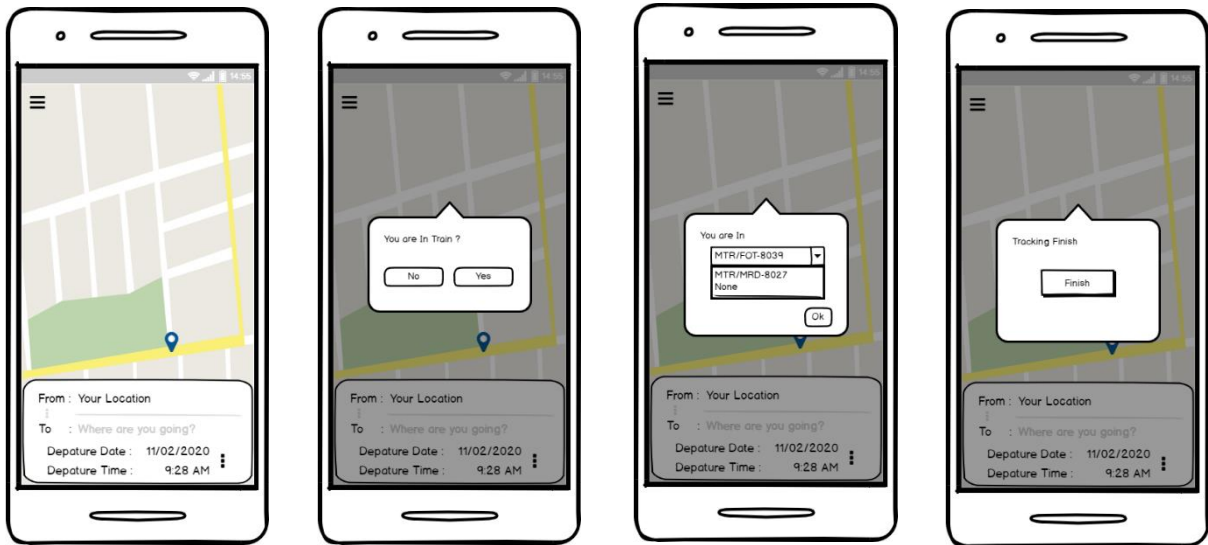 14:55
From : Your Location
To : Where are you going?
Depature Date : 11/02/2020
Depature Time : 9:28 AM
14:55
You are In Train ?
No Yes
From : Your Location
To : Where are you going?
Depature Date : 11/02/2020
Depature Time : 9:28 AM
14:55
You are In
MTR/FOT-8039
MTR/MRD-8027
None
Ok
From : Your Location
To : Where are you going?
Depature Date : 11/02/2020
Depature Time : 9:28 AM
14:55
Tracking Finish
Finish
From : Your Location
To : Where are you going?
Depature Date : 11/02/2020
Depature Time : 9:28 AM